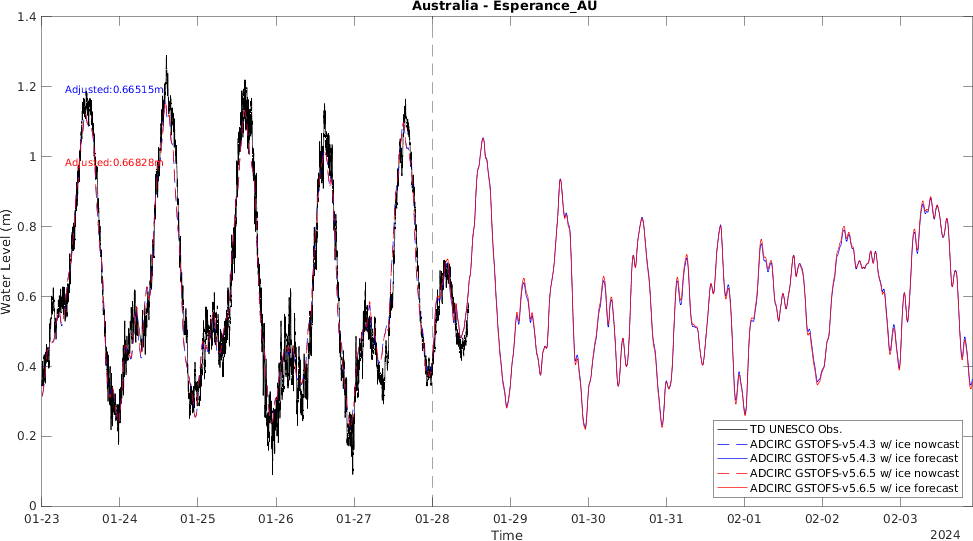 Australia - Esperance_AU
1.4
1.2
1
0.8
0.6
0.4
0.2
0
Water Level (m)
Adjusted:0.66515m
Adjusted:0.66828m
TD UNESCO Obs.
ADCIRC GSTOFS-v5.4.3 w/ ice nowcast
ADCIRC GSTOFS-v5.4.3 w/ ice forecast
ADCIRC GSTOFS-v5.6.5 w/ ice nowcast
ADCIRC GSTOFS-v5.6.5 w/ ice forecast
01-23 01-24 01-25 01-26 01-27 01-28 01-29 01-30 01-31 02-01 02-02 02-03
Time
2024